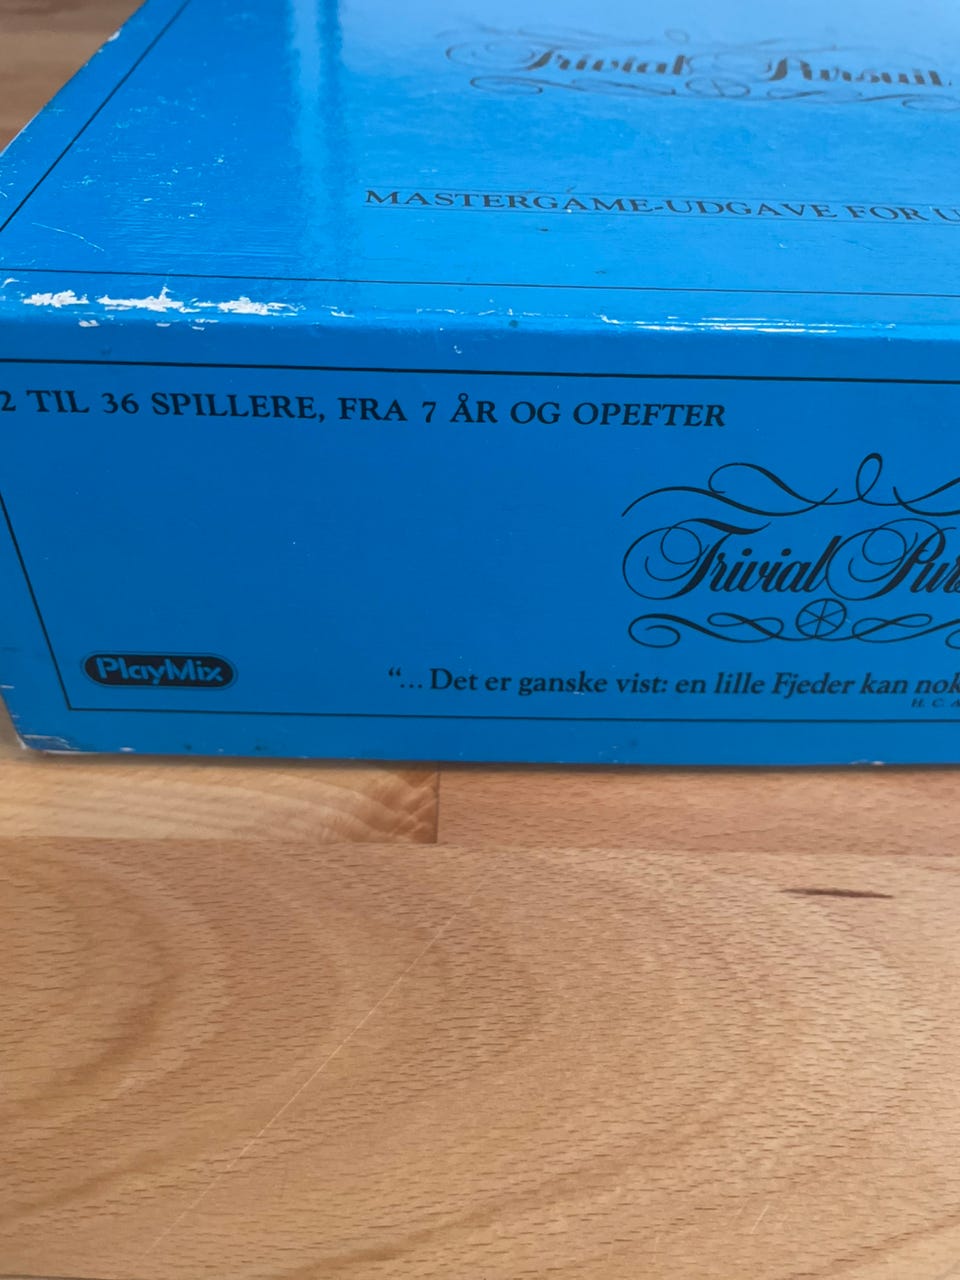 Trivial Pursuit
MASTERGAME-UDGAVE FOR
2 TIL 36 SPILLERE, FRA 7 ÅR OG OPEFTER
Trivial
PlayMix
“... Det er ganske vist: en lille Fjeder kan nok
H. C.